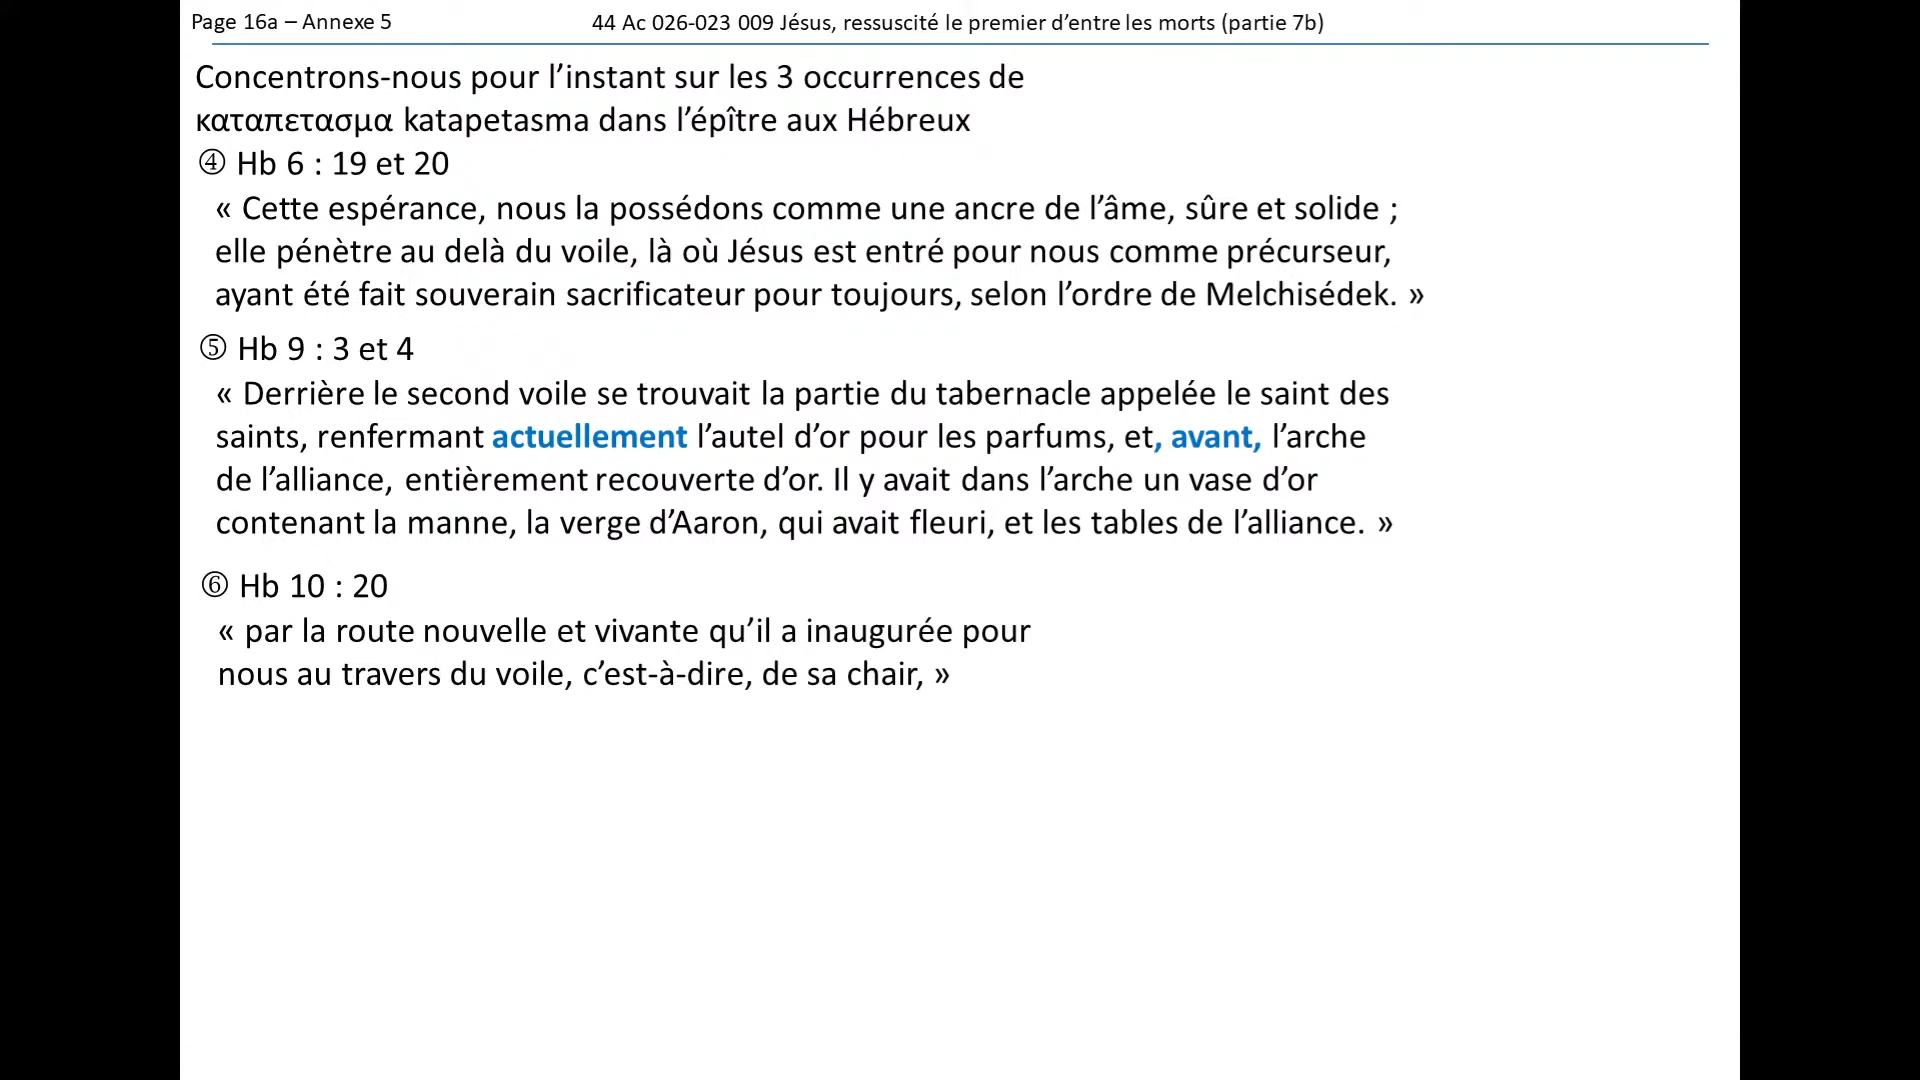 Page 16a – Annexe 5
44 Ac 026-023 009 Jésus, ressuscité le premier d’entre les morts (partie 7b)
Concentrons-nous pour l’instant sur les 3 occurrences de
καταπετασμα katapetasma dans l’épître aux Hébreux
④ Hb 6 : 19 et 20
« Cette espérance, nous la possédons comme une ancre de l’âme, sûre et solide ;
elle pénètre au delà du voile, là où Jésus est entré pour nous comme précurseur,
ayant été fait souverain sacrificateur pour toujours, selon l’ordre de Melchisédek. »
⑤ Hb 9 : 3 et 4
« Derrière le second voile se trouvait la partie du tabernacle appelée le saint des
saints, renfermant actuellement l’autel d’or pour les parfums, et, avant, l’arche
de l’alliance, entièrement recouverte d’or. Il y avait dans l’arche un vase d’or
contenant la manne, la verge d’Aaron, qui avait fleuri, et les tables de l’alliance. »
⑥ Hb 10 : 20
« par la route nouvelle et vivante qu’il a inaugurée pour
nous au travers du voile, c’est-à-dire, de sa chair, »